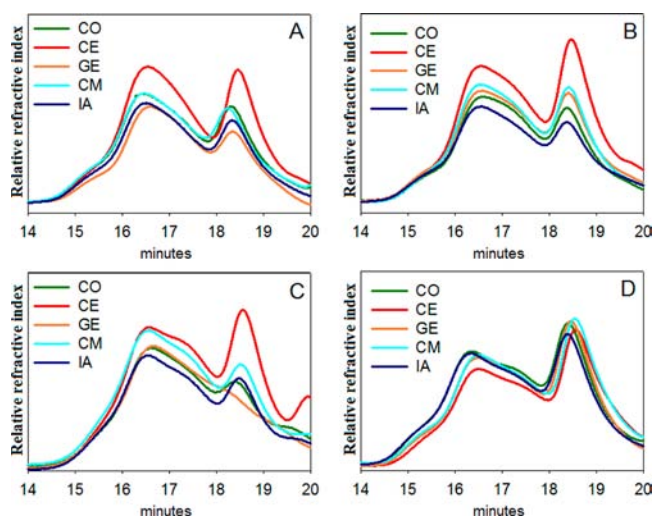 A
CO
CE
GE
CM
IA
Relative refractive index
14 15 16 17 18 19 20
minutes
B
CO
CE
GE
CM
IA
Relative refractive index
14 15 16 17 18 19 20
minutes
C
CO
CE
GE
CM
IA
Relative refractive index
14 15 16 17 18 19 20
minutes
D
CO
CE
GE
CM
IA
Relative refractive index
14 15 16 17 18 19 20
minutes